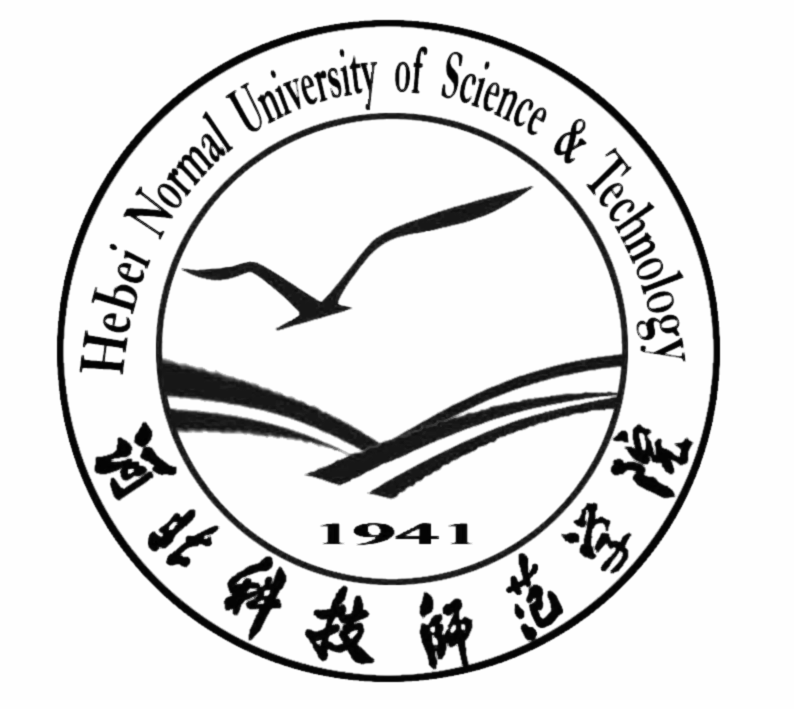 Hebei Normal University of Science & Technology
1941
河北科技师范学院